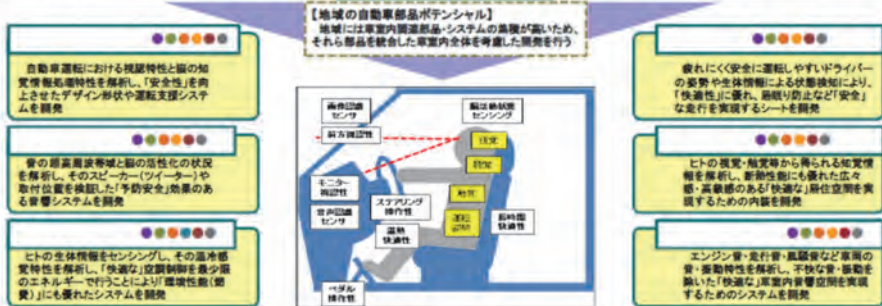 【地域の自動車部品ポテンシャル】
地域には車室内関連部品・システムの集積が高いため、
それら部品を統合した車室内全体を考慮した開発を行う
自動車運転における視認特性と脳の知
覚情報処理特性を解析し、「安全性」を向
上させたデザイン形状や運転支援システ
ムを開発
音の超高周波帯域と脳の活性化の状況
を解析し、そのスピーカー(ツイーター)や
取付位置を検証した「予防安全」効果のあ
る音響システムを開発
ヒトの生体情報をセンシングし、その温冷感
覚特性を解析し、「快適な」空調制御を最少限
のエネルギーで行うことにより「環境性能(燃
費)」にも優れたシステムを開発
画像認識
センサ
脳活動状態
センシング
前方視認性
視覚
聴覚
触覚
運転
姿勢
モニター
視認性
ステアリング
操作性
音声認識
センサ
温熱
快適性
長時間
快適性
ペダル
操作性
疲れにくく安全に運転しやすいドライバー
の姿勢や生体情報による状態検知により、
「快適性」に優れ、居眠り防止など「安全」
な走行を実現するシートを開発
ヒトの視覚・触覚等から得られる知覚情
報を解析し、断熱性能にも優れた広々
感・高級感のある「快適な」居住空間を実
現するための内装を開発
エンジン音・走行音・風騒音など車両の
音・振動特性を解析し、不快な音・振動
を除いた「快適な」車室内音響空間を実
現するためのシステムを開発